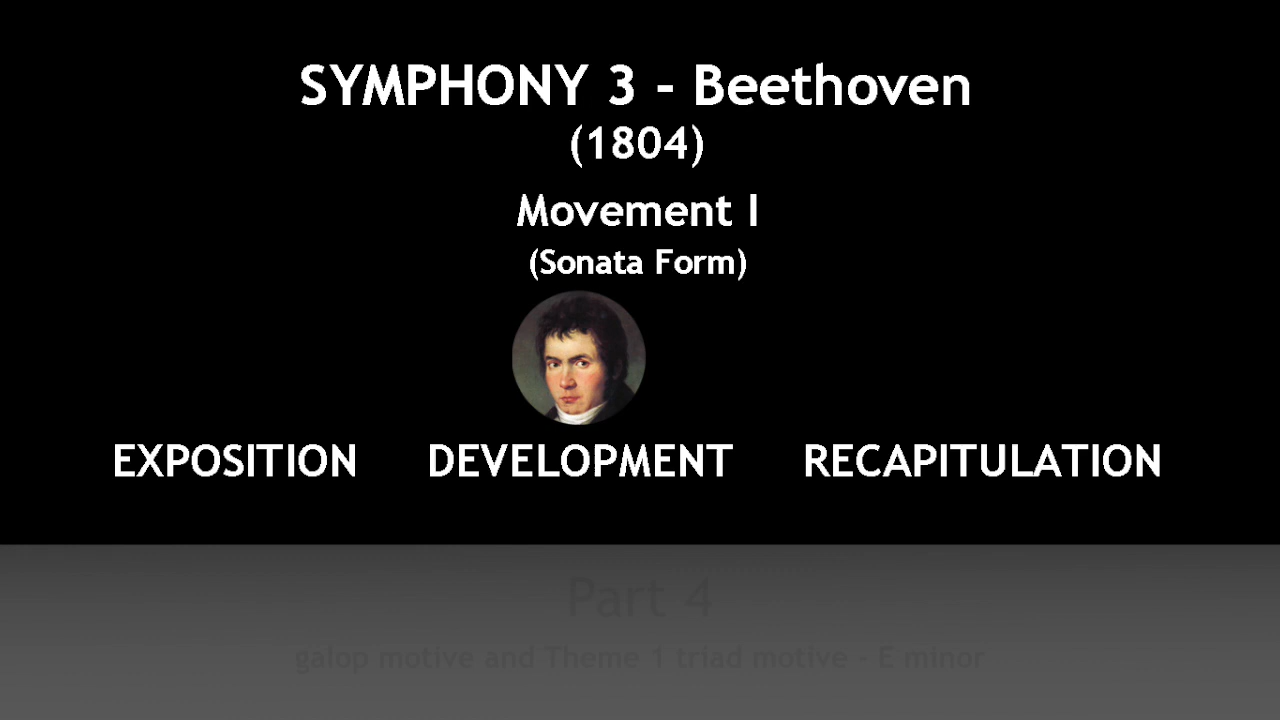 SYMPHONY 3 - Beethoven
(1804)
Movement I
(Sonata Form)
EXPOSITION DEVELOPMENT RECAPITULATION
Part 4
galop motive and Theme 1 triad motive - E minor